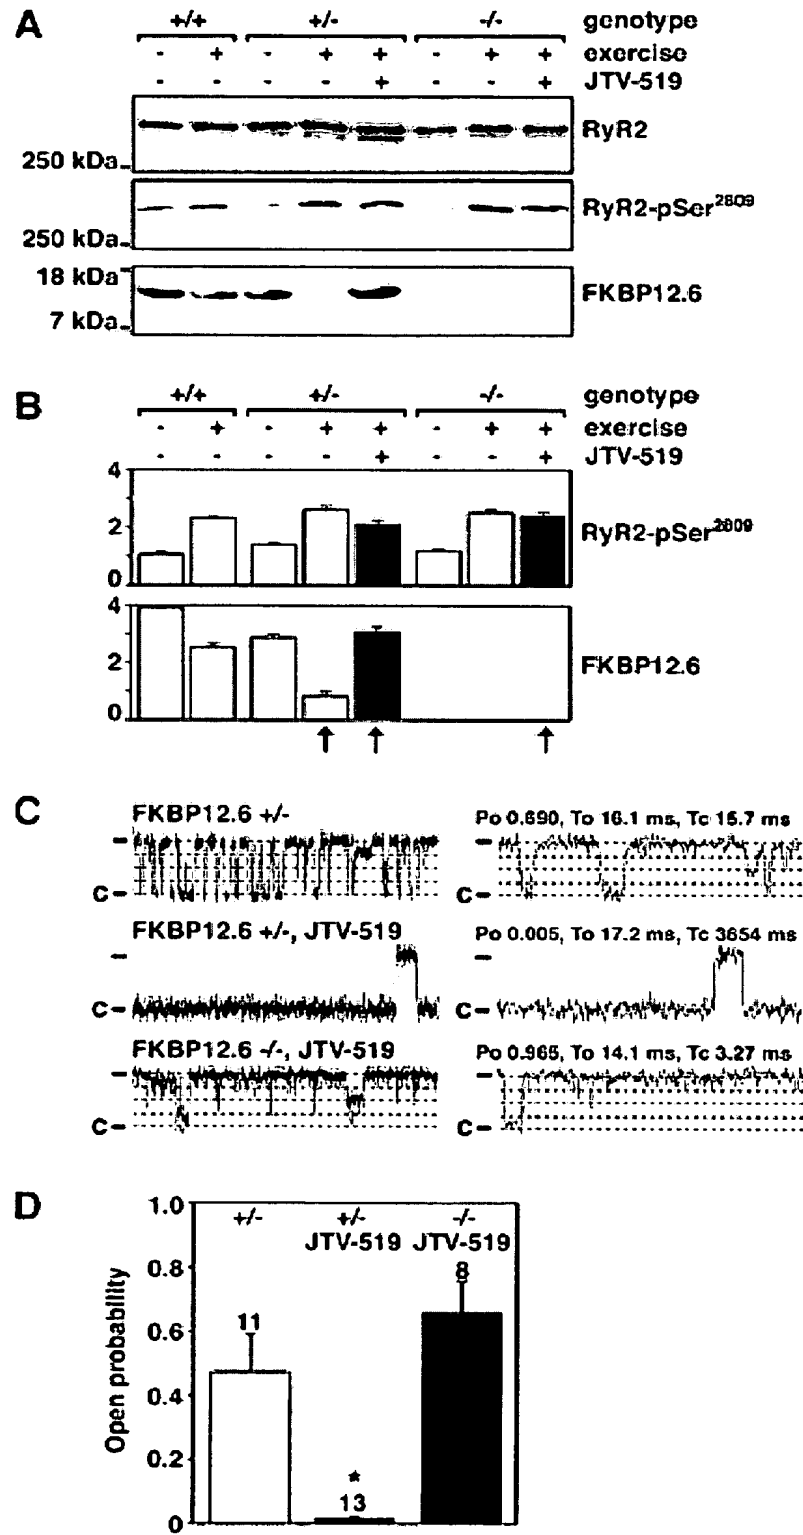 A
+/+ +/- -/- genotype
- + - + + - + + exercise
- - - - + - - + JTV-519
RyR2
250 kDa
RyR2-pSer2809
250 kDa
18 kDa
FKBP12.6
7 kDa
B
+/+ +/- -/- genotype
- + - + + - + + exercise
- - - - + - - + JTV-519
4
2
0
RyR2-pSer2809
4
2
0
FKBP12.6
C
FKBP12.6 +/- Po 0.690, To 16.1 ms, Tc 15.7 ms
C C
FKBP12.6 +/-, JTV-519 Po 0.005, To 17.2 ms, Tc 3654 ms
C C
FKBP12.6 -/-, JTV-519 Po 0.965, To 14.1 ms, Tc 3.27 ms
C C
D
Open probability
1.0
0.8
0.6
0.4
0.2
0
+/- +/- -/-
JTV-519 JTV-519
11 8
*
13